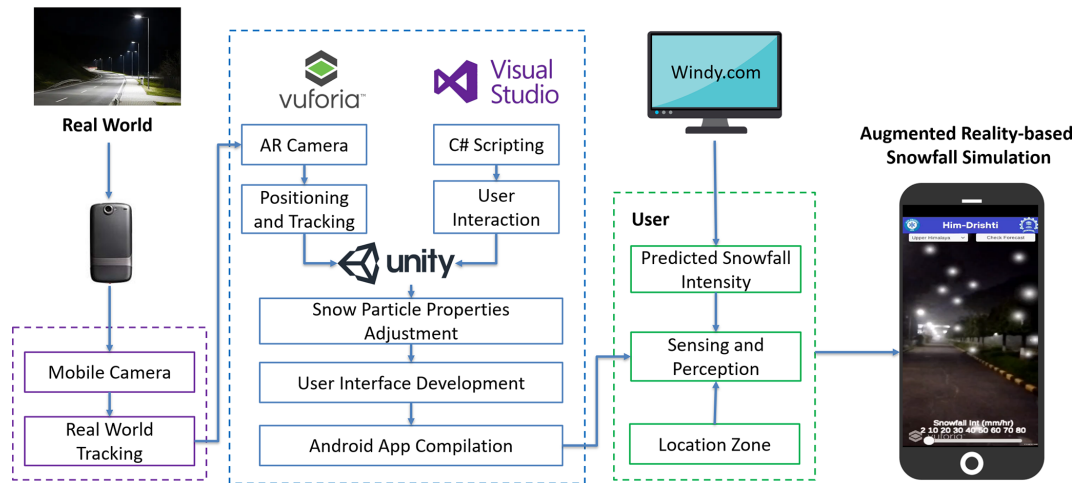 Real World
Mobile Camera
Real World
Tracking
vuforia™
Visual
Studio
AR Camera
C# Scripting
Positioning
and Tracking
User
Interaction
unity
Snow Particle Properties
Adjustment
User Interface Development
Android App Compilation
Windy.com
User
Predicted Snowfall
Intensity
Sensing and
Perception
Location Zone
Augmented Reality-based
Snowfall Simulation
Him-Drishti
Upper Himalaya
Check Forecast
Snowfall Int (mm/hr)
2 10 20 30 40 50 60 70 80
vuforia